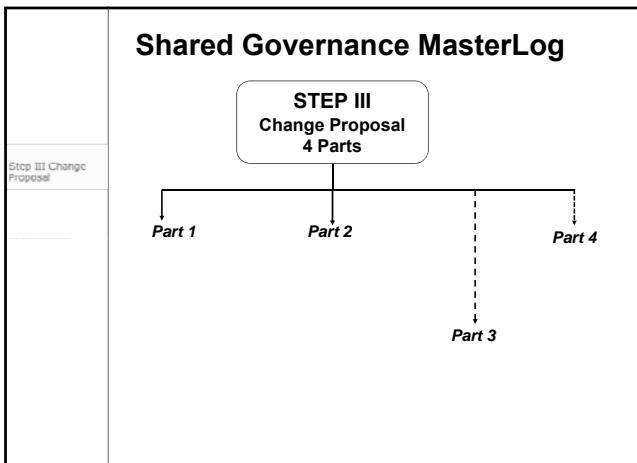 Shared Governance MasterLog
STEP III
Change Proposal
4 Parts
Step III Change
Proposal
Part 1
Part 2
Part 4
Part 3